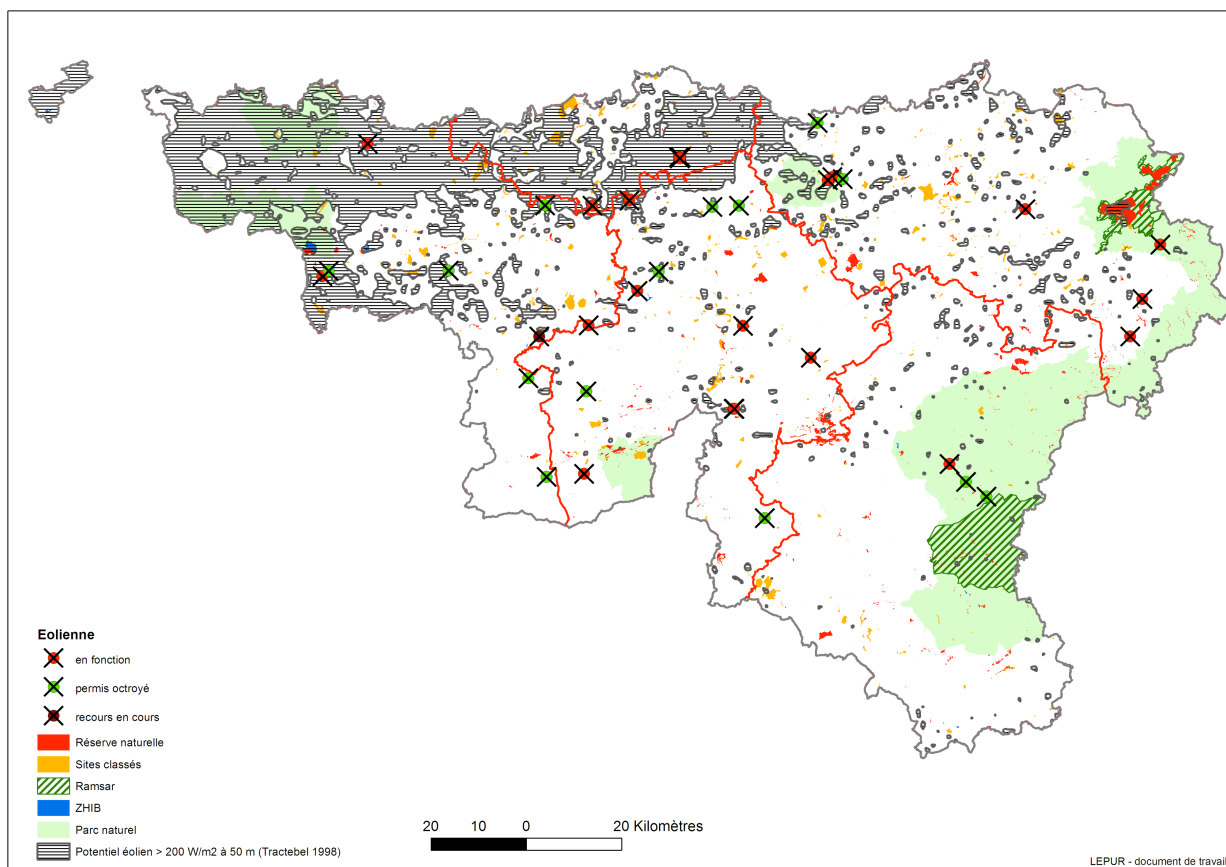 Eolienne
en fonction
permis octroyé
recours en cours
Réserve naturelle
Sites classés
Ramsar
ZHIB
Parc naturel
Potentiel éolien > 200 W/m2 à 50 m (Tractebel 1998)
20 10 0 20 Kilomètres
LEPUR - document de travail